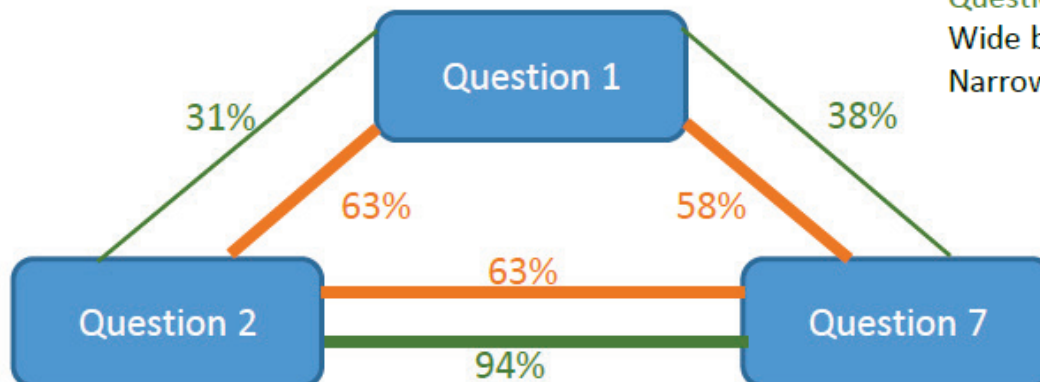 Wide
Narrow
Question 1
31%
38%
63%
58%
63%
Question 2
Question 7
94%